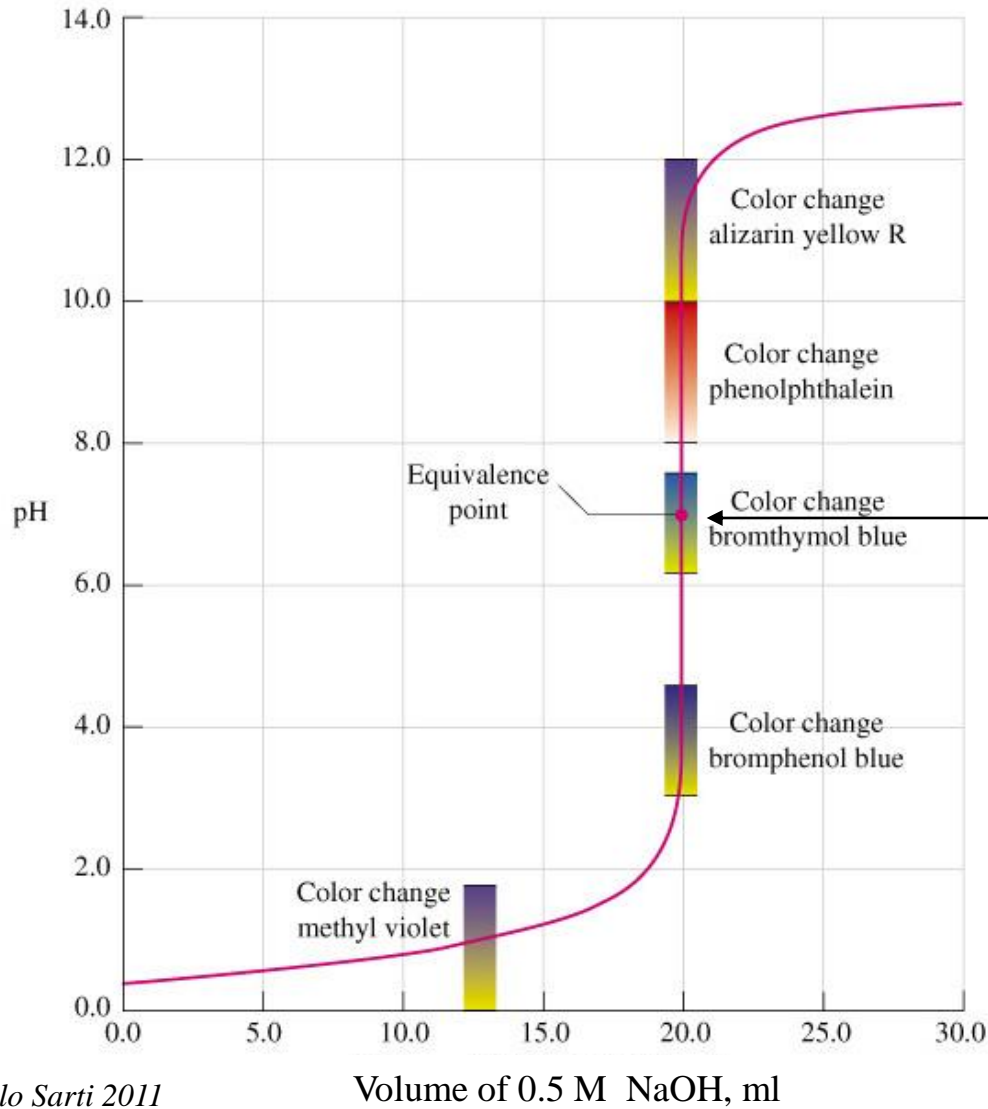 14.0
12.0
Color change
alizarin yellow R
10.0
Color change
phenolphthalein
8.0
Equivalence
point
pH
Color change
bromthymol blue
6.0
4.0
Color change
bromphenol blue
2.0
Color change
methyl violet
0.0
0.0 5.0 10.0 15.0 20.0 25.0 30.0
lo Sarti 2011
Volume of 0.5 M NaOH, ml